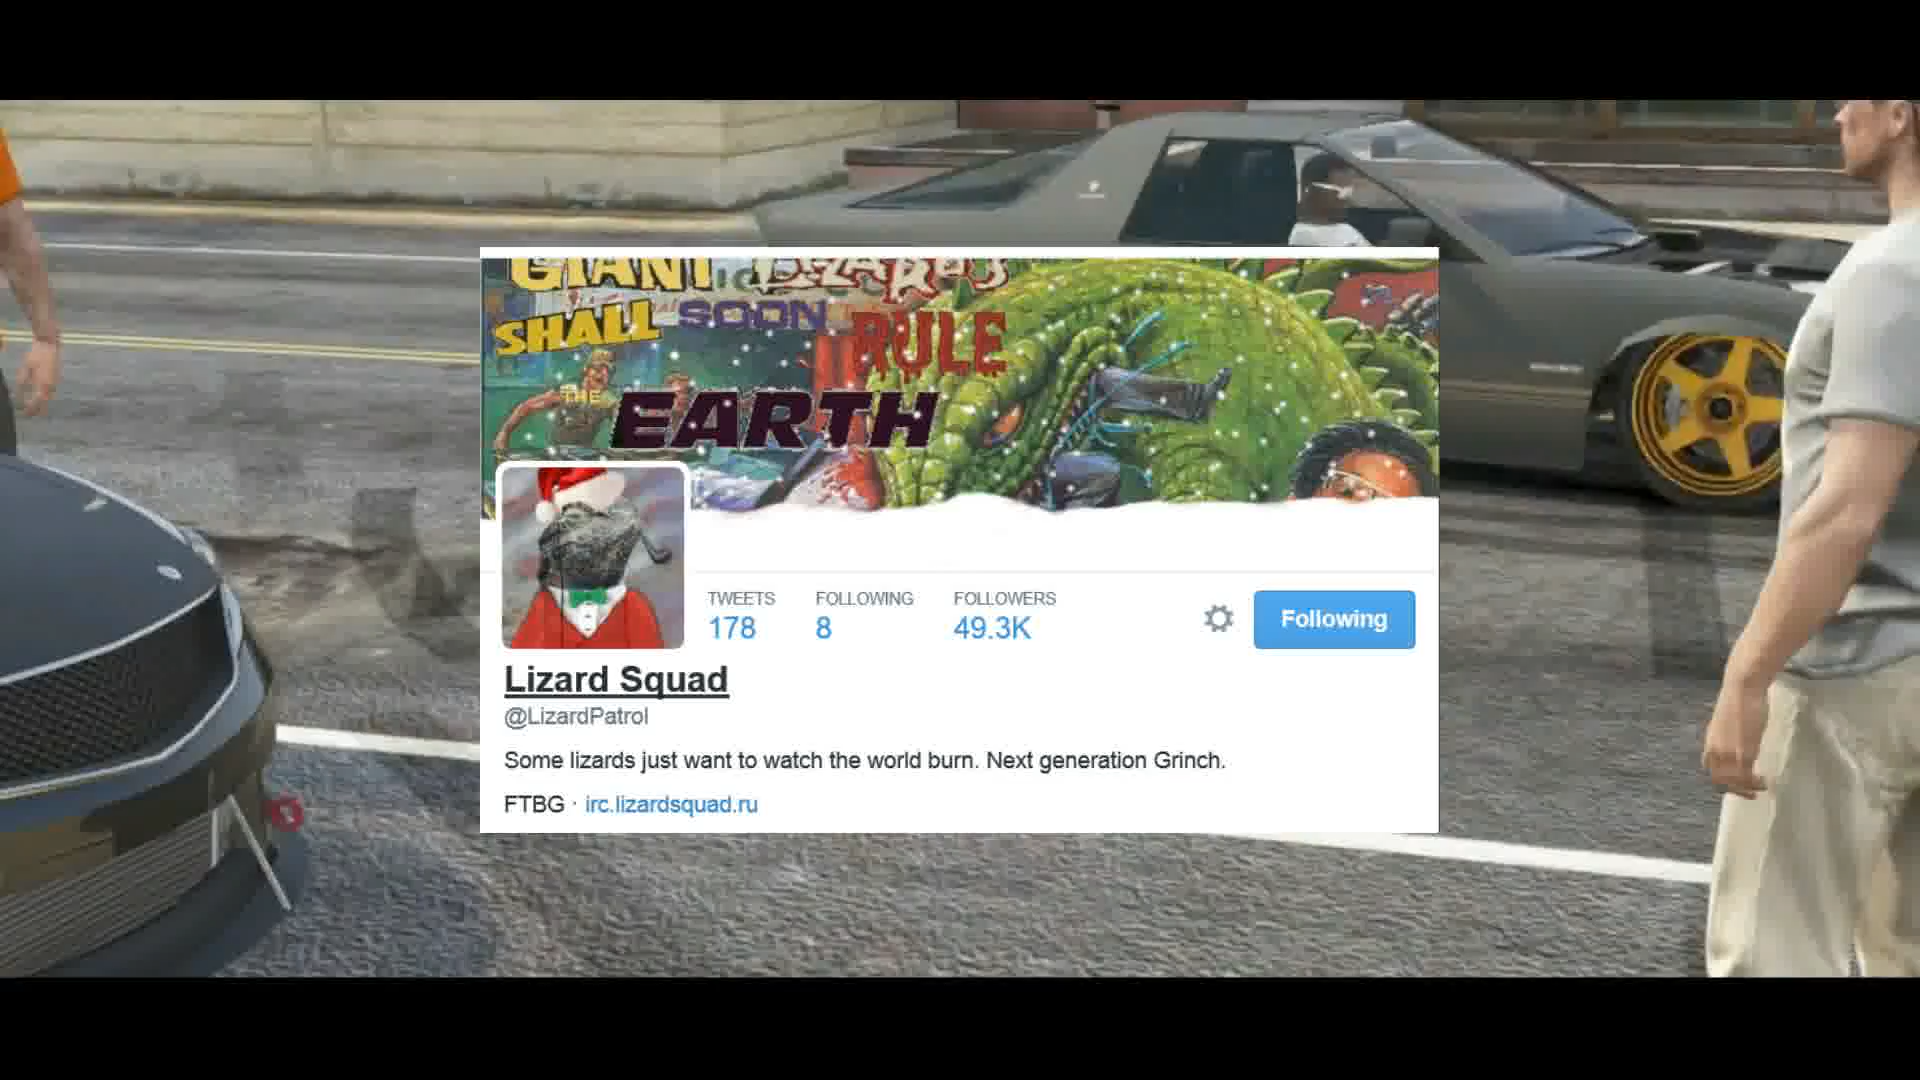 GIANT LIZARDS
SHALL SOON RULE
THE EARTH
TWEETS FOLLOWING FOLLOWERS
178 8 49.3K
Following
Lizard Squad
@LizardPatrol
Some lizards just want to watch the world burn. Next generation Grinch.
FTBG · irc.lizardsquad.ru